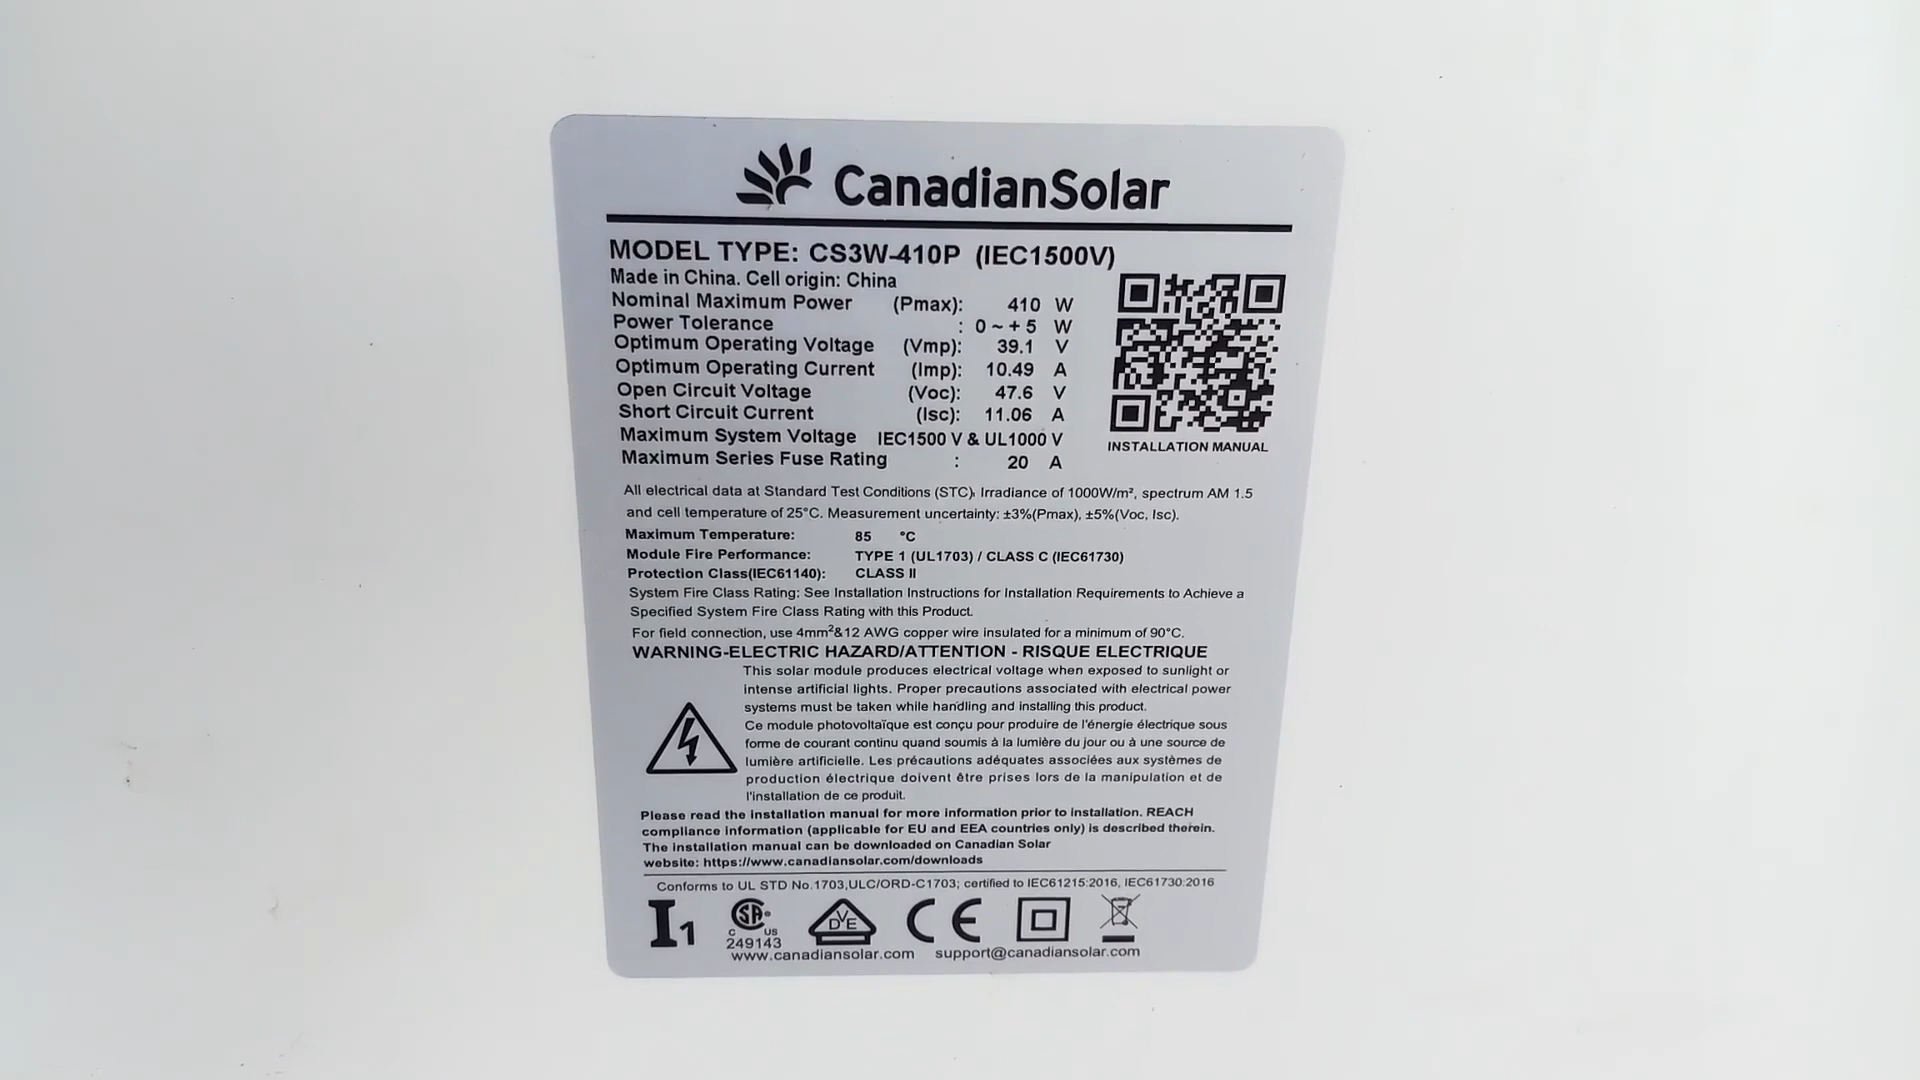 CanadianSolar
MODEL TYPE: CS3W-410P (IEC1500V)
Made in China. Cell origin: China
Nominal Maximum Power (Pmax): 410 W
Power Tolerance : 0 ~ + 5 W
Optimum Operating Voltage (Vmp): 39.1 V
Optimum Operating Current (Imp): 10.49 A
Open Circuit Voltage (Voc): 47.6 V
Short Circuit Current (Isc): 11.06 A
Maximum System Voltage IEC1500 V & UL1000 V
Maximum Series Fuse Rating : 20 A
INSTALLATION MANUAL
All electrical data at Standard Test Conditions (STC), Irradiance of 1000W/m², spectrum AM 1.5
and cell temperature of 25°C. Measurement uncertainty: ±3%(Pmax), ±5%(Voc, Isc).
Maximum Temperature: 85 °C
Module Fire Performance: TYPE 1 (UL1703) / CLASS C (IEC61730)
Protection Class(IEC61140): CLASS II
System Fire Class Rating: See Installation Instructions for Installation Requirements to Achieve a
Specified System Fire Class Rating with this Product.
For field connection, use 4mm²&12 AWG copper wire insulated for a minimum of 90°C.
WARNING-ELECTRIC HAZARD/ATTENTION - RISQUE ELECTRIQUE
This solar module produces electrical voltage when exposed to sunlight or
intense artificial lights. Proper precautions associated with electrical power
systems must be taken while handling and installing this product.
Ce module photovoltaïque est conçu pour produire de l'énergie électrique sous
forme de courant continu quand soumis à la lumière du jour ou à une source de
lumière artificielle. Les précautions adéquates associées aux systèmes de
production électrique doivent être prises lors de la manipulation et de
l'installation de ce produit.
Please read the installation manual for more information prior to installation. REACH
compliance information (applicable for EU and EEA countries only) is described therein.
The installation manual can be downloaded on Canadian Solar
website: https://www.canadiansolar.com/downloads
Conforms to UL STD No.1703,ULC/ORD-C1703; certified to IEC61215:2016, IEC61730:2016
I1
SA
C US
249143
DVE
CE
www.canadiansolar.com support@canadiansolar.com